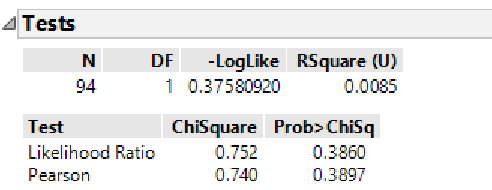 Tests
N DF -LogLike RSquare (U)
94 1 0.37580920 0.0085
Test ChiSquare Prob>ChiSq
Likelihood Ratio 0.752 0.3860
Pearson 0.740 0.3897